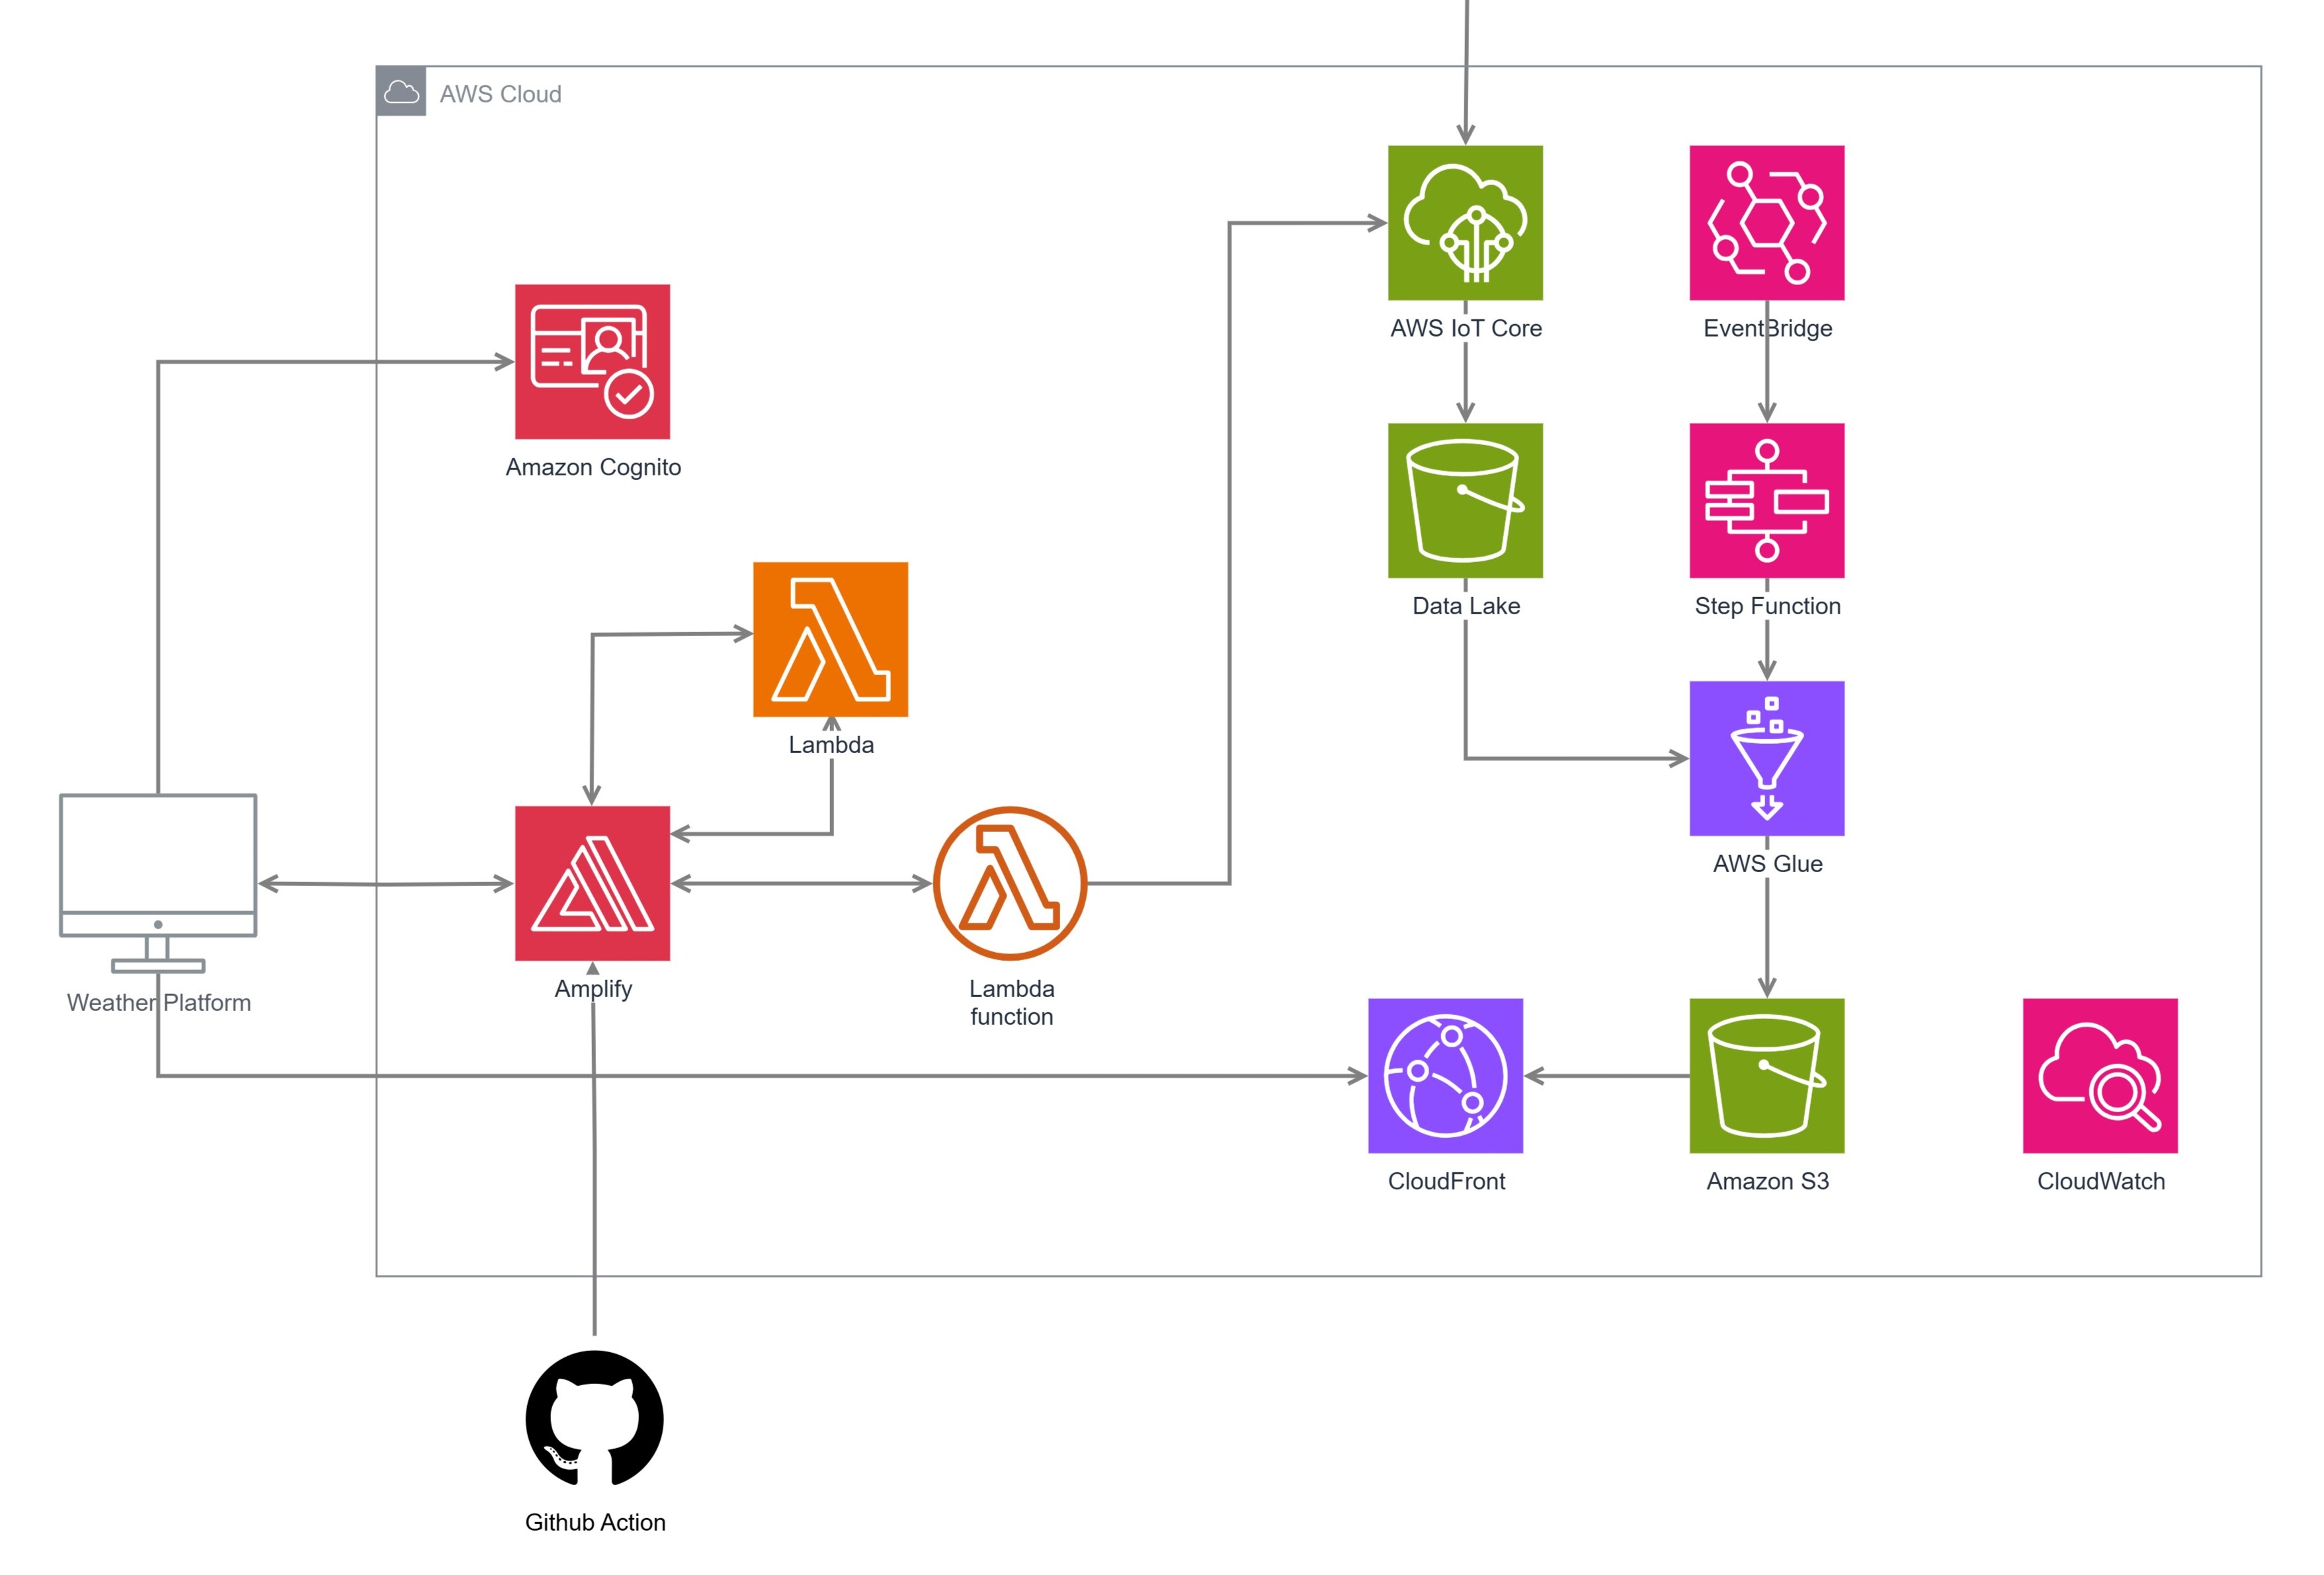 AWS Cloud
AWS IoT Core
EventBridge
Amazon Cognito
Data Lake
Step Function
Lambda
AWS Glue
Weather Platform
Amplify
Lambda
function
CloudFront
Amazon S3
CloudWatch
Github Action